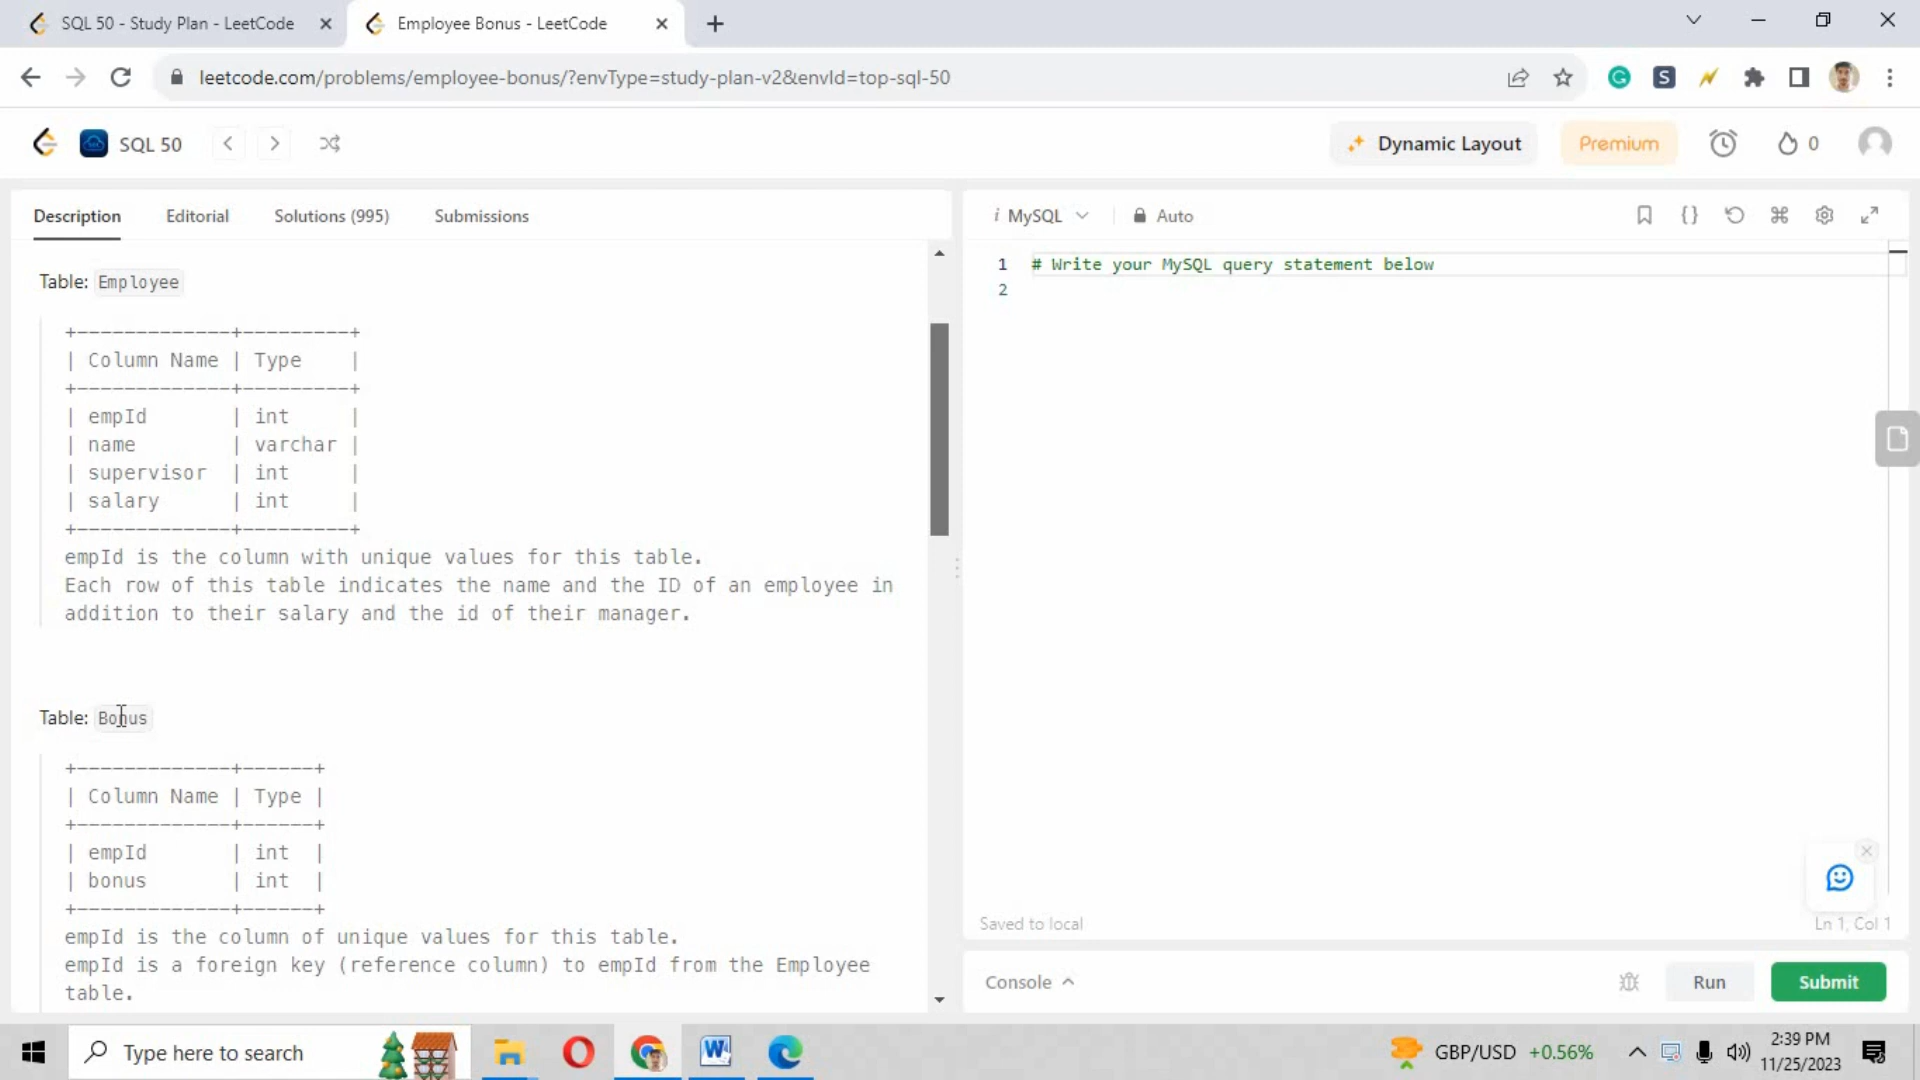 SQL 50 - Study Plan - LeetCode
Employee Bonus - LeetCode
leetcode.com/problems/employee-bonus/?envType=study-plan-v2&envId=top-sql-50
SQL 50
Dynamic Layout
Premium
0
Description
Editorial
Solutions (995)
Submissions
Table: Employee
+-------------+---------+
| Column Name | Type    |
+-------------+---------+
| empId       | int     |
| name        | varchar |
| supervisor  | int     |
| salary      | int     |
+-------------+---------+
empId is the column with unique values for this table.
Each row of this table indicates the name and the ID of an employee in
addition to their salary and the id of their manager.
Table: Bonus
+-------------+------+
| Column Name | Type |
+-------------+------+
| empId       | int  |
| bonus       | int  |
+-------------+------+
empId is the column of unique values for this table.
empId is a foreign key (reference column) to empId from the Employee
table.
i MySQL
Auto
1 # Write your MySQL query statement below
2
Saved to local
Ln 1, Col 1
Console
Run
Submit
Type here to search
GBP/USD +0.56%
2:39 PM
11/25/2023